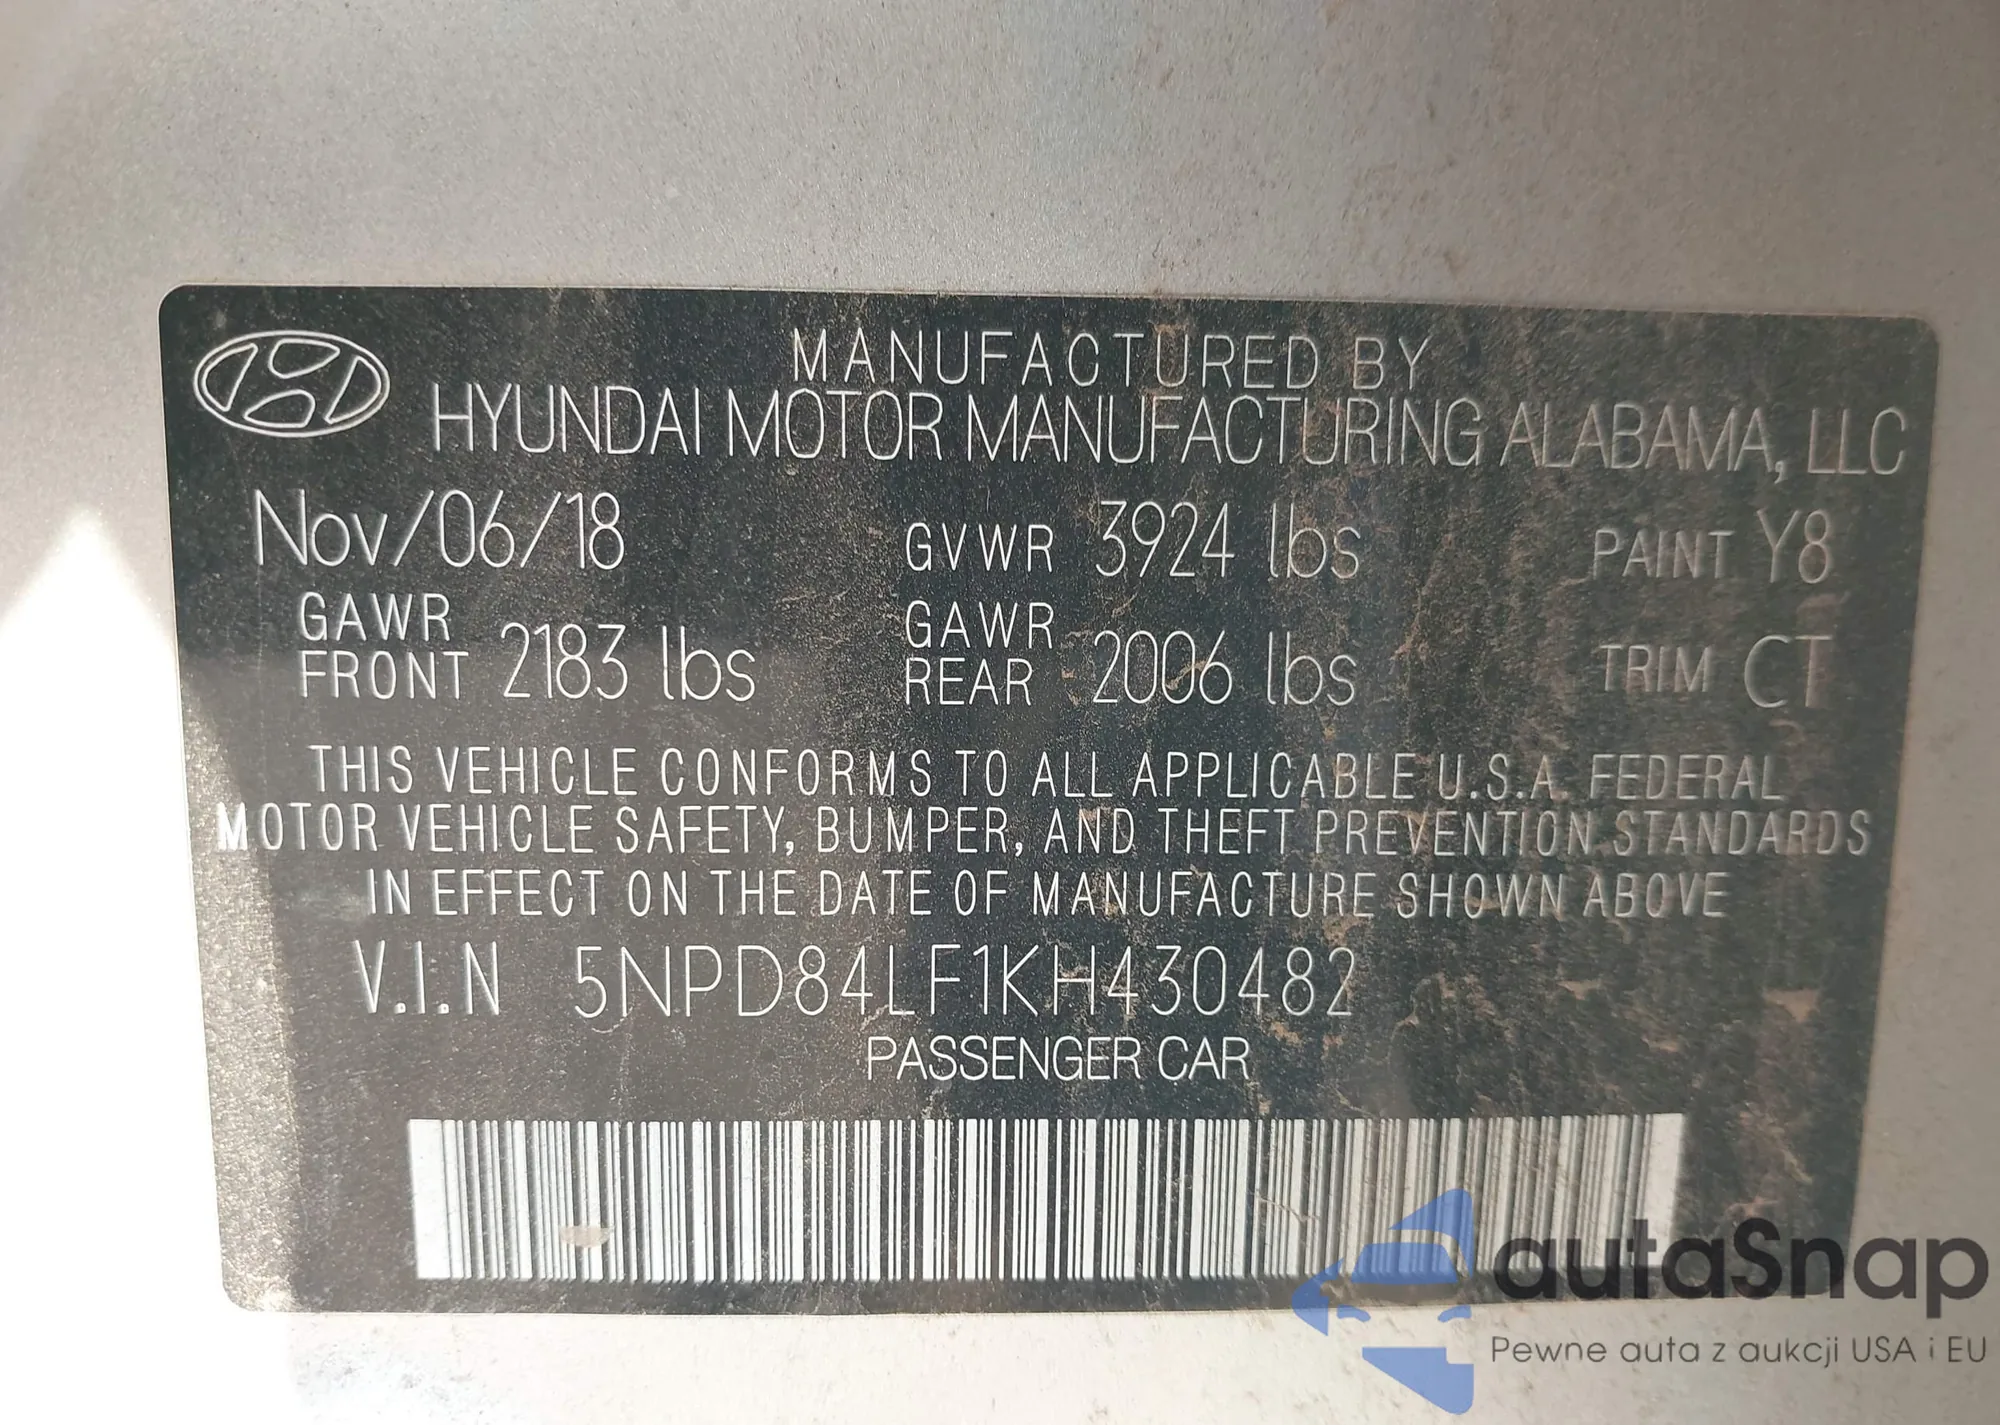 MANUFACTURED BY
HYUNDAI MOTOR MANUFACTURING ALABAMA, LLC
Nov/06/18 GVWR 3924 lbs PAINT Y8
GAWR FRONT 2183 lbs GAWR REAR 2006 lbs TRIM CT
THIS VEHICLE CONFORMS TO ALL APPLICABLE U.S.A. FEDERAL
MOTOR VEHICLE SAFETY, BUMPER, AND THEFT PREVENTION STANDARDS
IN EFFECT ON THE DATE OF MANUFACTURE SHOWN ABOVE
V.I.N 5NPD84LF1KH430482
PASSENGER CAR
autaSnap
Pewne auta z aukcji USA i EU